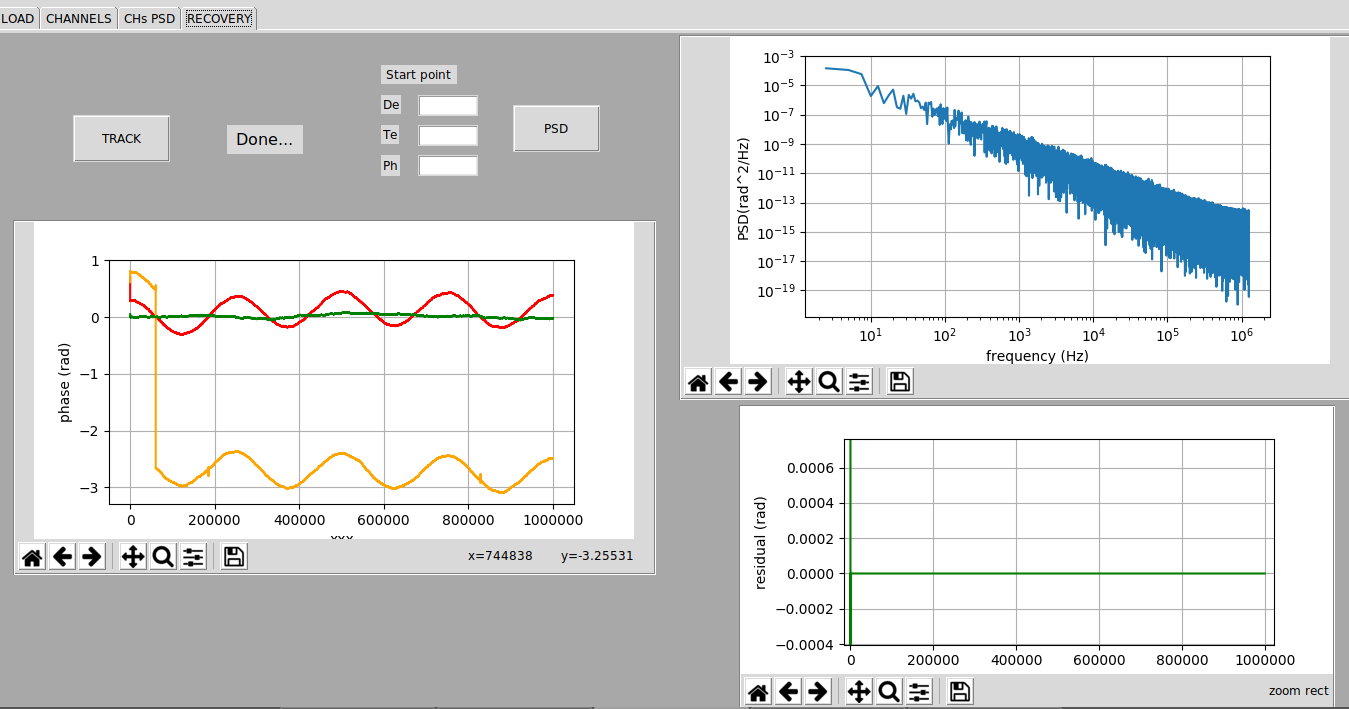 LOAD CHANNELS CHs PSD RECOVERY
Start point
De
Te
Ph
TRACK
Done...
PSD
1
0
−1
−2
−3
phase (rad)
0 200000 400000 600000 800000 1000000
x=744838 y=-3.25531
10^-3
10^-5
10^-7
10^-9
10^-11
10^-13
10^-15
10^-17
10^-19
PSD(rad^2/Hz)
10^1 10^2 10^3 10^4 10^5 10^6
frequency (Hz)
0.0006
0.0004
0.0002
0.0000
−0.0002
−0.0004
residual (rad)
0 200000 400000 600000 800000 1000000
zoom rect